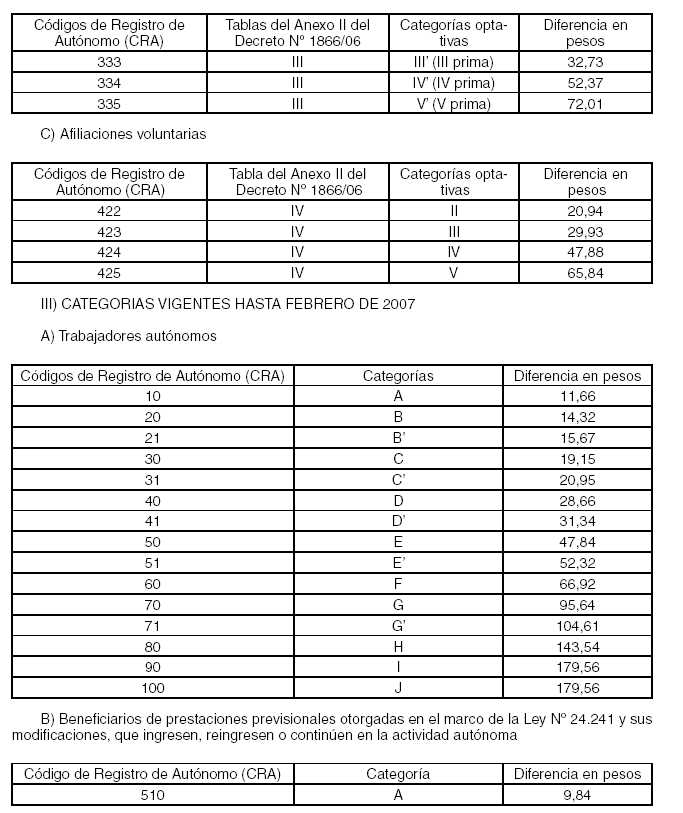 Códigos de Registro de Autónomo (CRA) Tablas del Anexo II del Decreto Nº 1866/06 Categorías opta-tivas Diferencia en pesos
333 III III’ (III prima) 32,73
334 III IV’ (IV prima) 52,37
335 III V’ (V prima) 72,01
C) Afiliaciones voluntarias
Códigos de Registro de Autónomo (CRA) Tabla del Anexo II del Decreto Nº 1866/06 Categorías opta-tivas Diferencia en pesos
422 IV II 20,94
423 IV III 29,93
424 IV IV 47,88
425 IV V 65,84
III) CATEGORIAS VIGENTES HASTA FEBRERO DE 2007
A) Trabajadores autónomos
Códigos de Registro de Autónomo (CRA) Categorías Diferencia en pesos
10 A 11,66
20 B 14,32
21 B’ 15,67
30 C 19,15
31 C’ 20,95
40 D 28,66
41 D’ 31,34
50 E 47,84
51 E’ 52,32
60 F 66,92
70 G 95,64
71 G’ 104,61
80 H 143,54
90 I 179,56
100 J 179,56
B) Beneficiarios de prestaciones previsionales otorgadas en el marco de la Ley Nº 24.241 y sus
modificaciones, que ingresen, reingresen o continúen en la actividad autónoma
Código de Registro de Autónomo (CRA) Categoría Diferencia en pesos
510 A 9,84